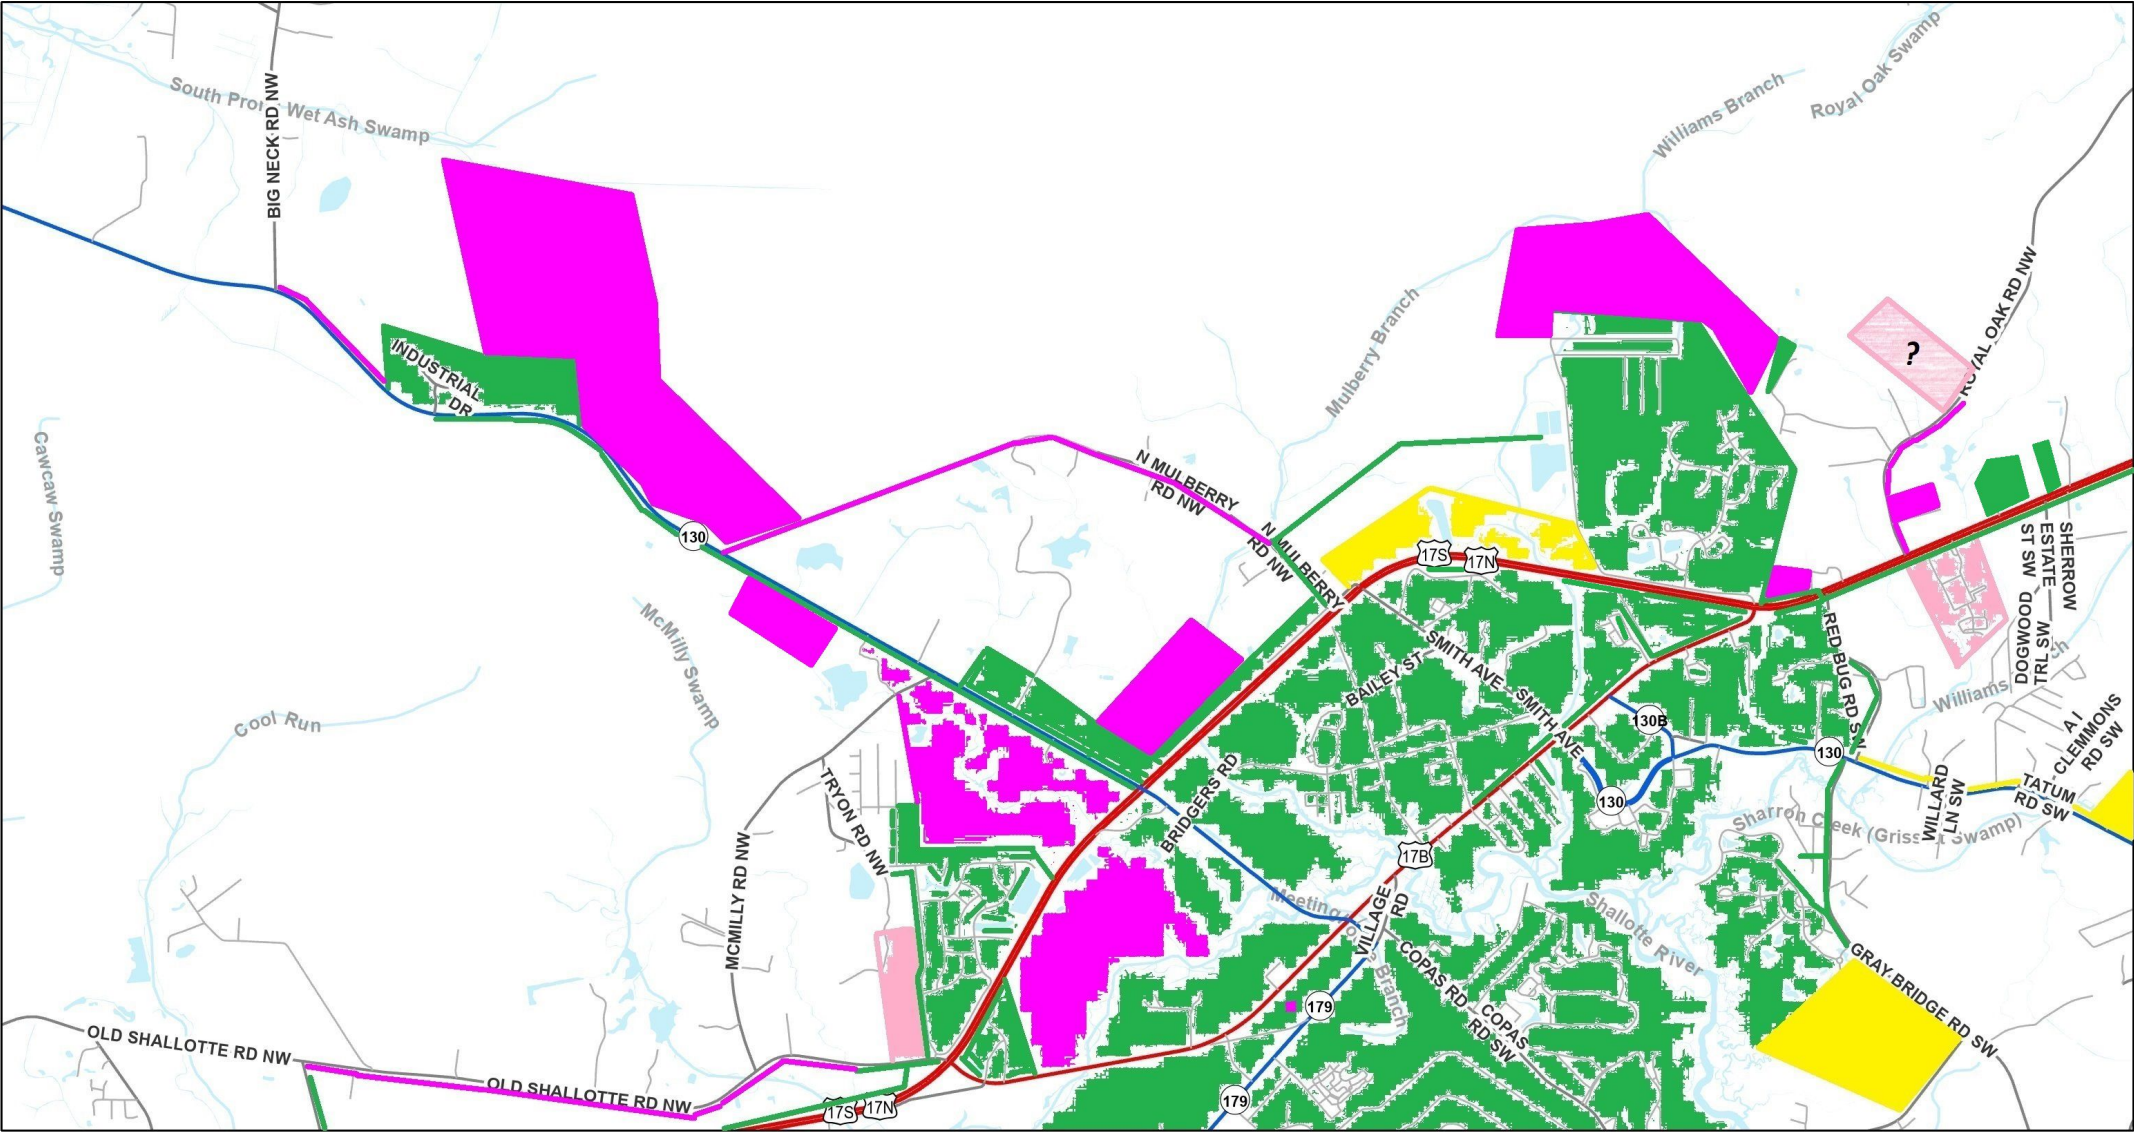 Royal Oak Swamp
BIG NECK RD NW
South Prong Wet Ash Swamp
Williams Branch
ROYAL OAK RD NW
Mulberry Branch
?
INDUSTRIAL
DR
Cawcaw Swamp
N MULBERRY
RD NW
130
N MULBERRY
RD NW
17S
17N
SHERROW
ESTATE
TRL SW
DOGWOOD
ST SW
McMilly Swamp
SMITH AVE
BAILEY ST
RED BUG RD SW
Williams
Cool Run
SMITH AVE
130B
130
A I
CLEMMONS
RD SW
TRYON RD NW
BRIDGERS RD
WILLARD
LN SW
TATUM
RD SW
130
Sharron Creek (Grisset Swamp)
17B
MCMILLY RD NW
VILLAGE
RD
Shallotte River
COPAS RD
COPAS
RD SW
GRAY BRIDGE RD SW
179
OLD SHALLOTTE RD NW
OLD SHALLOTTE RD NW
17S
17N
179